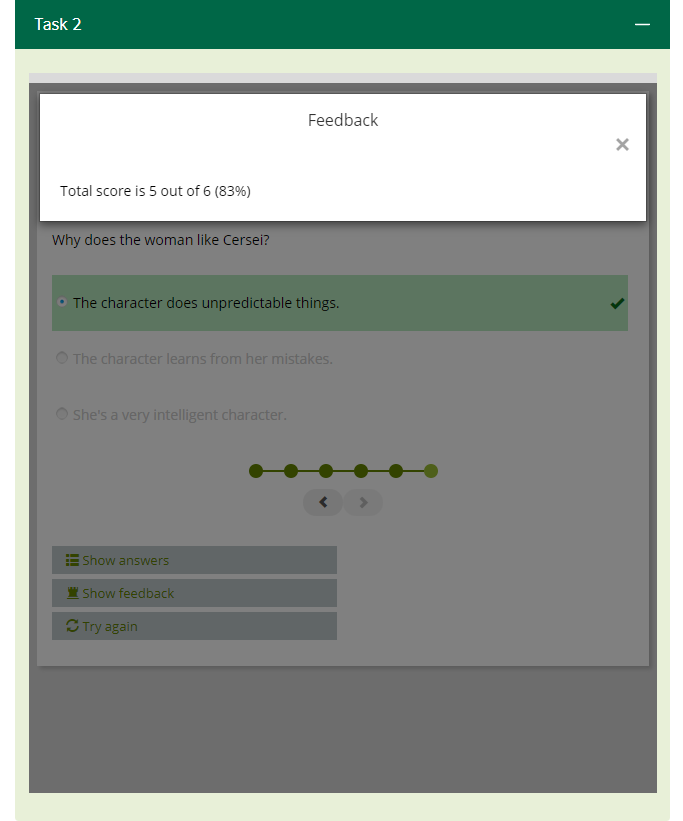 Task 2
Feedback
Total score is 5 out of 6 (83%)
Why does the woman like Cersei?
The character does unpredictable things.
The character learns from her mistakes.
She's a very intelligent character.
Show answers
Show feedback
Try again